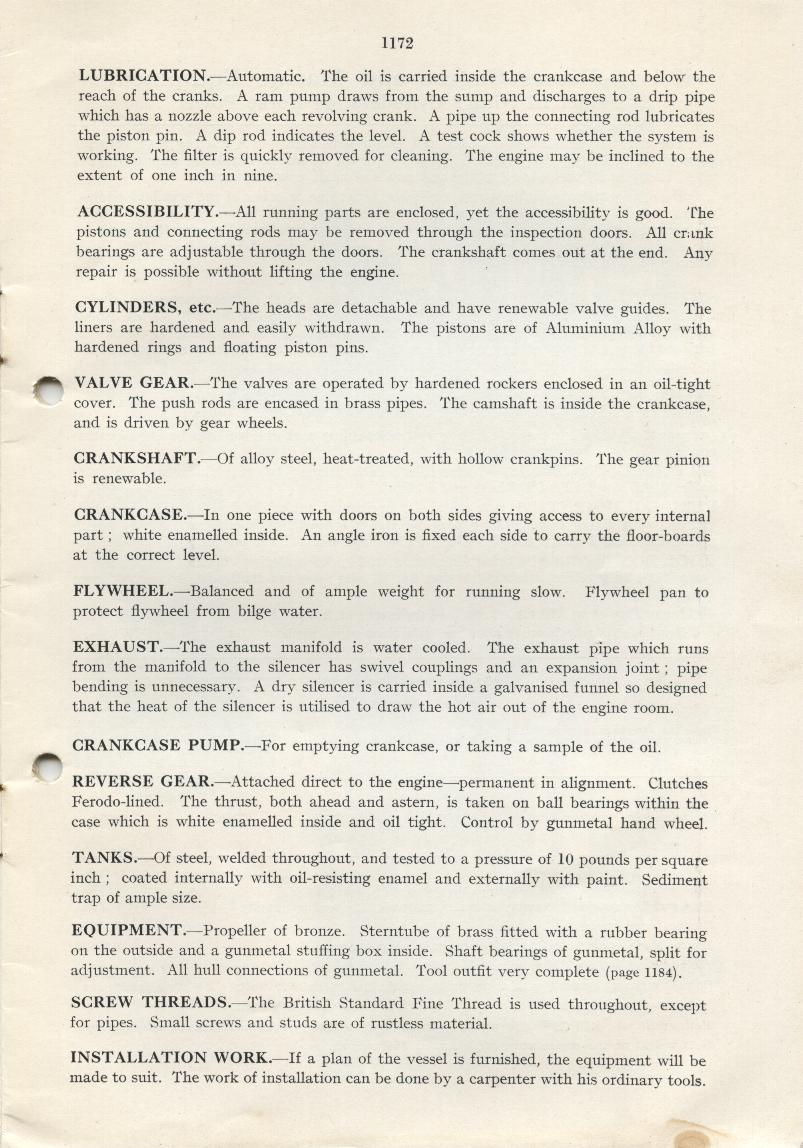 1172
LUBRICATION.—Automatic. The oil is carried inside the crankcase and below the
reach of the cranks. A ram pump draws from the sump and discharges to a drip pipe
which has a nozzle above each revolving crank. A pipe up the connecting rod lubricates
the piston pin. A dip rod indicates the level. A test cock shows whether the system is
working. The filter is quickly removed for cleaning. The engine may be inclined to the
extent of one inch in nine.
ACCESSIBILITY.—All running parts are enclosed, yet the accessibility is good. The
pistons and connecting rods may be removed through the inspection doors. All crank
bearings are adjustable through the doors. The crankshaft comes out at the end. Any
repair is possible without lifting the engine.
CYLINDERS, etc.—The heads are detachable and have renewable valve guides. The
liners are hardened and easily withdrawn. The pistons are of Aluminium Alloy with
hardened rings and floating piston pins.
VALVE GEAR.—The valves are operated by hardened rockers enclosed in an oil-tight
cover. The push rods are encased in brass pipes. The camshaft is inside the crankcase,
and is driven by gear wheels.
CRANKSHAFT.—Of alloy steel, heat-treated, with hollow crankpins. The gear pinion
is renewable.
CRANKCASE.—In one piece with doors on both sides giving access to every internal
part ; white enamelled inside. An angle iron is fixed each side to carry the floor-boards
at the correct level.
FLYWHEEL.—Balanced and of ample weight for running slow. Flywheel pan to
protect flywheel from bilge water.
EXHAUST.—The exhaust manifold is water cooled. The exhaust pipe which runs
from the manifold to the silencer has swivel couplings and an expansion joint ; pipe
bending is unnecessary. A dry silencer is carried inside a galvanised funnel so designed
that the heat of the silencer is utilised to draw the hot air out of the engine room.
CRANKCASE PUMP.—For emptying crankcase, or taking a sample of the oil.
REVERSE GEAR.—Attached direct to the engine—permanent in alignment. Clutches
Ferodo-lined. The thrust, both ahead and astern, is taken on ball bearings within the
case which is white enamelled inside and oil tight. Control by gunmetal hand wheel.
TANKS.—Of steel, welded throughout, and tested to a pressure of 10 pounds per square
inch ; coated internally with oil-resisting enamel and externally with paint. Sediment
trap of ample size.
EQUIPMENT.—Propeller of bronze. Sterntube of brass fitted with a rubber bearing
on the outside and a gunmetal stuffing box inside. Shaft bearings of gunmetal, split for
adjustment. All hull connections of gunmetal. Tool outfit very complete (page 1184).
SCREW THREADS.—The British Standard Fine Thread is used throughout, except
for pipes. Small screws and studs are of rustless material.
INSTALLATION WORK.—If a plan of the vessel is furnished, the equipment will be
made to suit. The work of installation can be done by a carpenter with his ordinary tools.